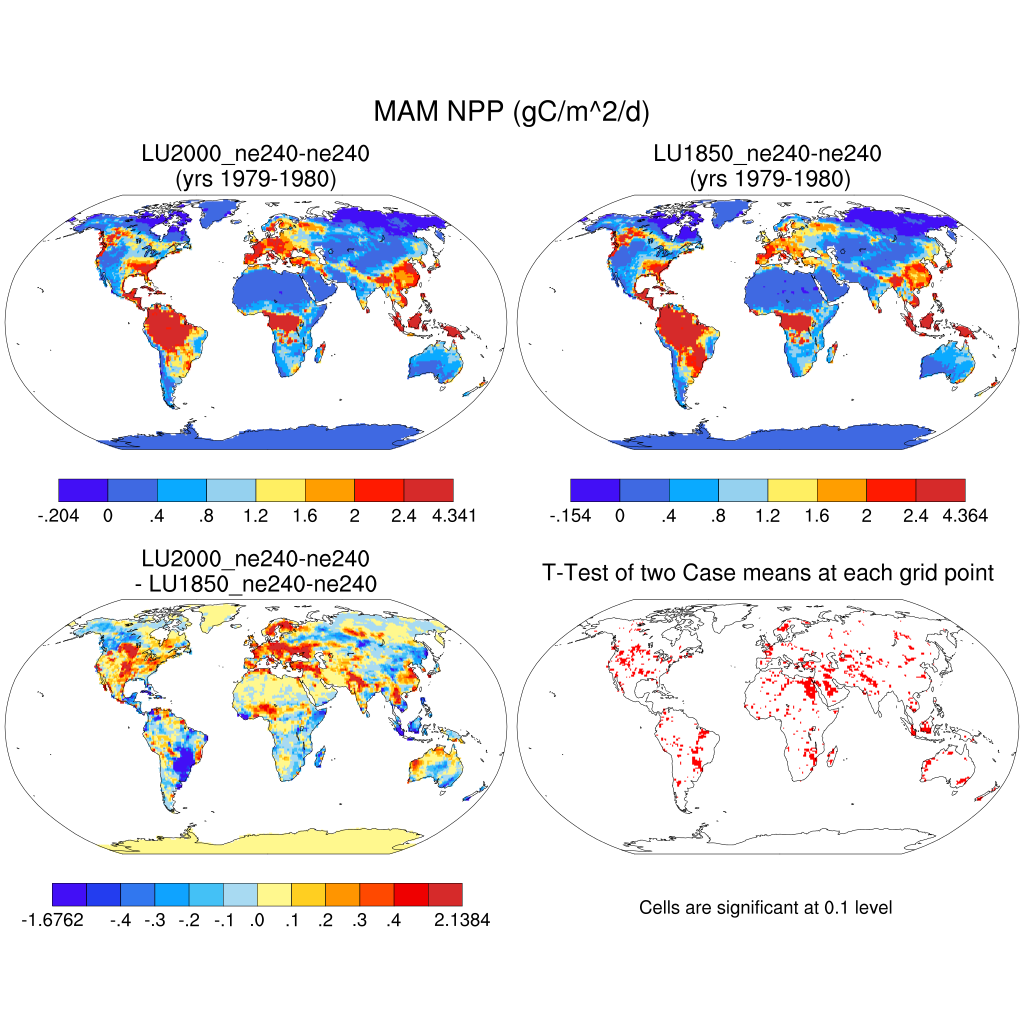 MAM NPP (gC/m^2/d)
LU2000_ne240-ne240
(yrs 1979-1980)
LU1850_ne240-ne240
(yrs 1979-1980)
-.204 0 .4 .8 1.2 1.6 2 2.4 4.341
-.154 0 .4 .8 1.2 1.6 2 2.4 4.364
LU2000_ne240-ne240
- LU1850_ne240-ne240
T-Test of two Case means at each grid point
-1.6762 -.4 -.3 -.2 -.1 .0 .1 .2 .3 .4 2.1384
Cells are significant at 0.1 level